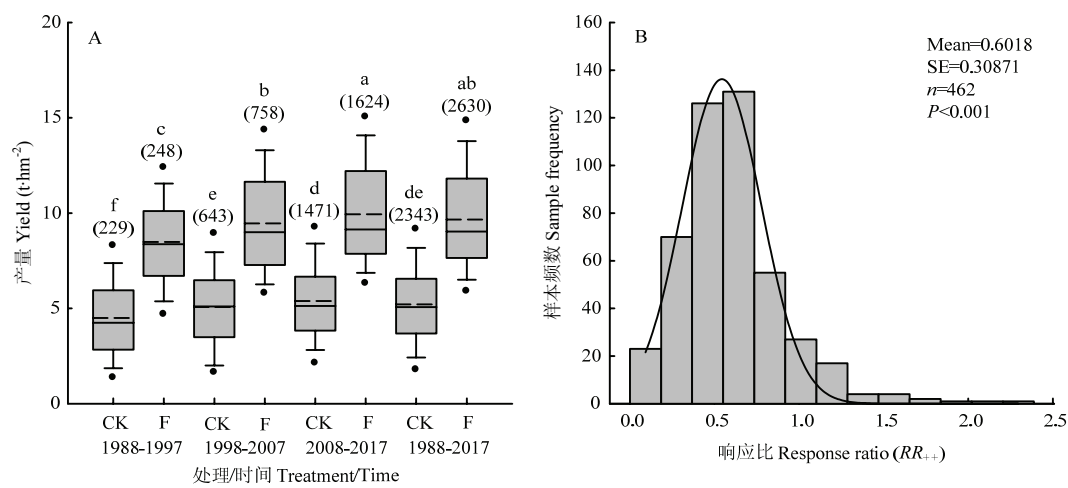 20
15
10
5
0
产量 Yield (t·hm-2)
A
f
(229)
c
(248)
e
(643)
b
(758)
d
(1471)
a
(1624)
de
(2343)
ab
(2630)
CK F CK F CK F CK F
1988-1997 1998-2007 2008-2017 1988-2017
处理/时间 Treatment/Time
160
140
120
100
80
60
40
20
0
样本频数 Sample frequency
B
Mean=0.6018
SE=0.30871
n=462
P<0.001
0.0 0.5 1.0 1.5 2.0 2.5
响应比 Response ratio (RR++)